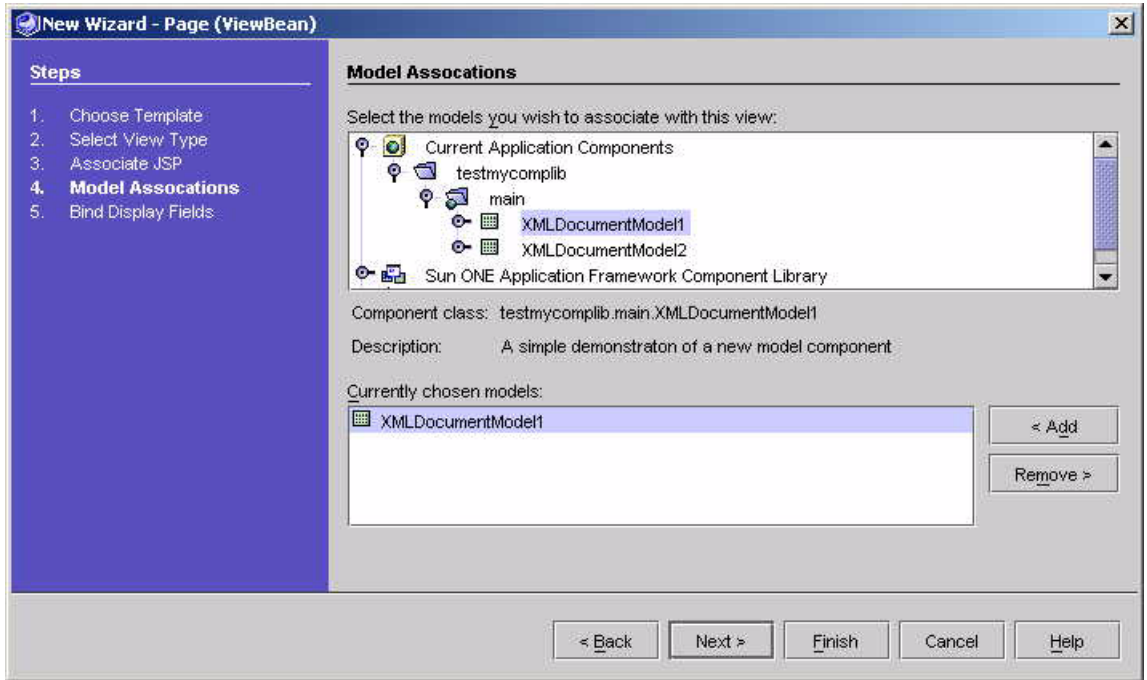 New Wizard - Page (ViewBean)
Steps
1. Choose Template
2. Select View Type
3. Associate JSP
4. Model Assocations
5. Bind Display Fields
Model Assocations
Select the models you wish to associate with this view:
Current Application Components
testmycomplib
main
XMLDocumentModel1
XMLDocumentModel2
Sun ONE Application Framework Component Library
Component class: testmycomplib.main.XMLDocumentModel1
Description: A simple demonstraton of a new model component
Currently chosen models:
XMLDocumentModel1
< Add
Remove >
< Back Next > Finish Cancel Help